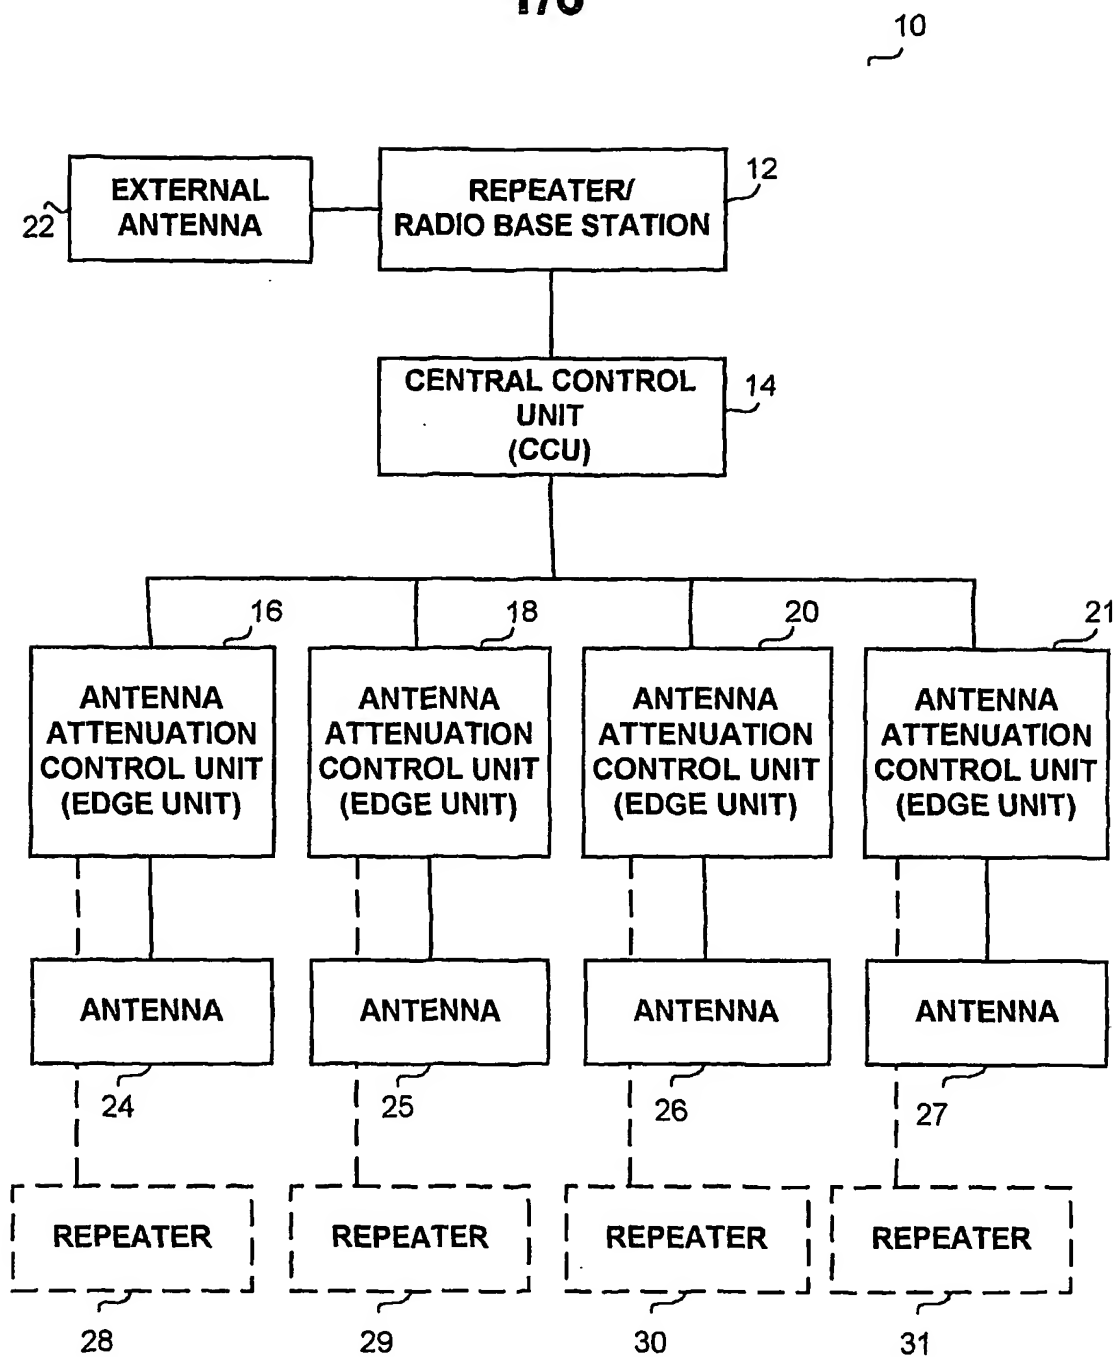 10
EXTERNAL
ANTENNA
22
REPEATER/
RADIO BASE STATION
12
CENTRAL CONTROL
UNIT
(CCU)
14
16
18
20
21
ANTENNA
ATTENUATION
CONTROL UNIT
(EDGE UNIT)
ANTENNA
ATTENUATION
CONTROL UNIT
(EDGE UNIT)
ANTENNA
ATTENUATION
CONTROL UNIT
(EDGE UNIT)
ANTENNA
ATTENUATION
CONTROL UNIT
(EDGE UNIT)
ANTENNA
ANTENNA
ANTENNA
ANTENNA
24
25
26
27
REPEATER
REPEATER
REPEATER
REPEATER
28
29
30
31